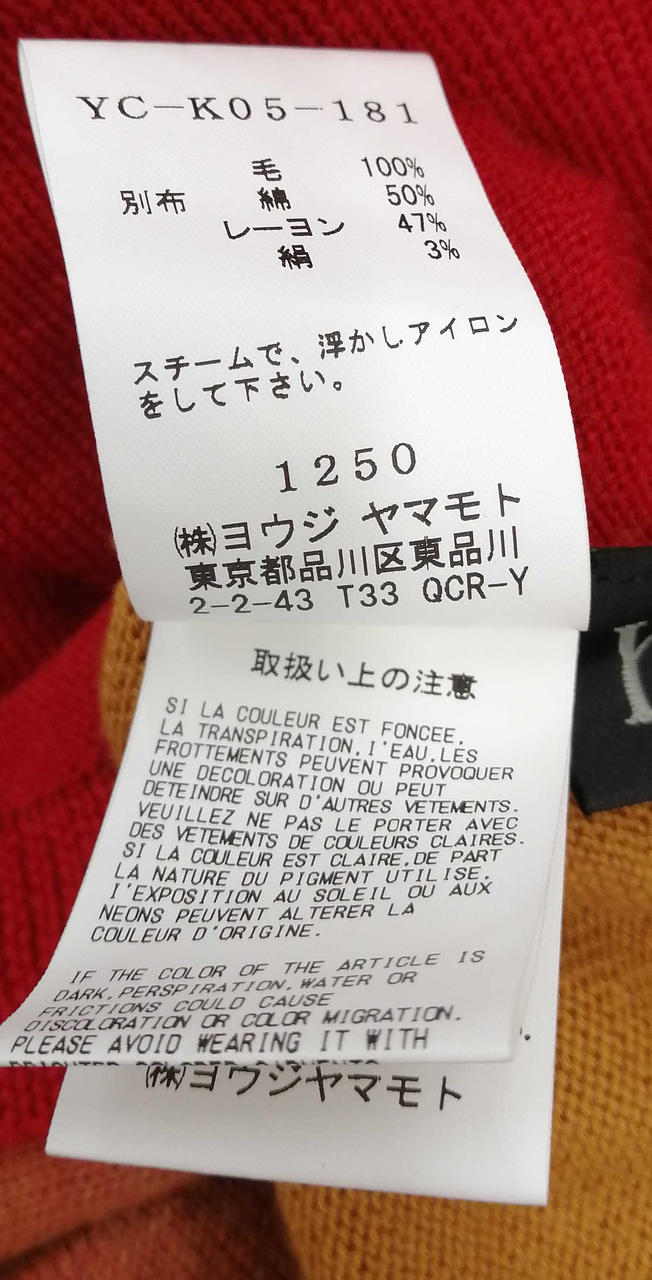 YC-K05-181
毛 100%
別布 綿 50%
レーヨン 47%
絹 3%
スチームで、浮かしアイロン
をして下さい。
1250
㈱ヨウジ ヤマモト
東京都品川区東品川
2-2-43 T33 QCR-Y
取扱い上の注意
SI LA COULEUR EST FONCEE,
LA TRANSPIRATION,I'EAU,LES
FROTTEMENTS PEUVENT PROVOQUER
UNE DECOLORATION OU PEUT
DETEINDRE SUR D'AUTRES VETEMENTS.
VEUILLEZ NE PAS LE PORTER AVEC
DES VETEMENTS DE COULEURS CLAIRES.
SI LA COULEUR EST CLAIRE,DE PART
LA NATURE DU PIGMENT UTILISE,
I'EXPOSITION AU SOLEIL OU AUX
NEONS PEUVENT ALTERER LA
COULEUR D'ORIGINE.
IF THE COLOR OF THE ARTICLE IS
DARK,PERSPIRATION,WATER OR
FRICTIONS COULD CAUSE
DISCOLORATION OR COLOR MIGRATION.
PLEASE AVOID WEARING IT WITH
㈱ヨウジヤマモト